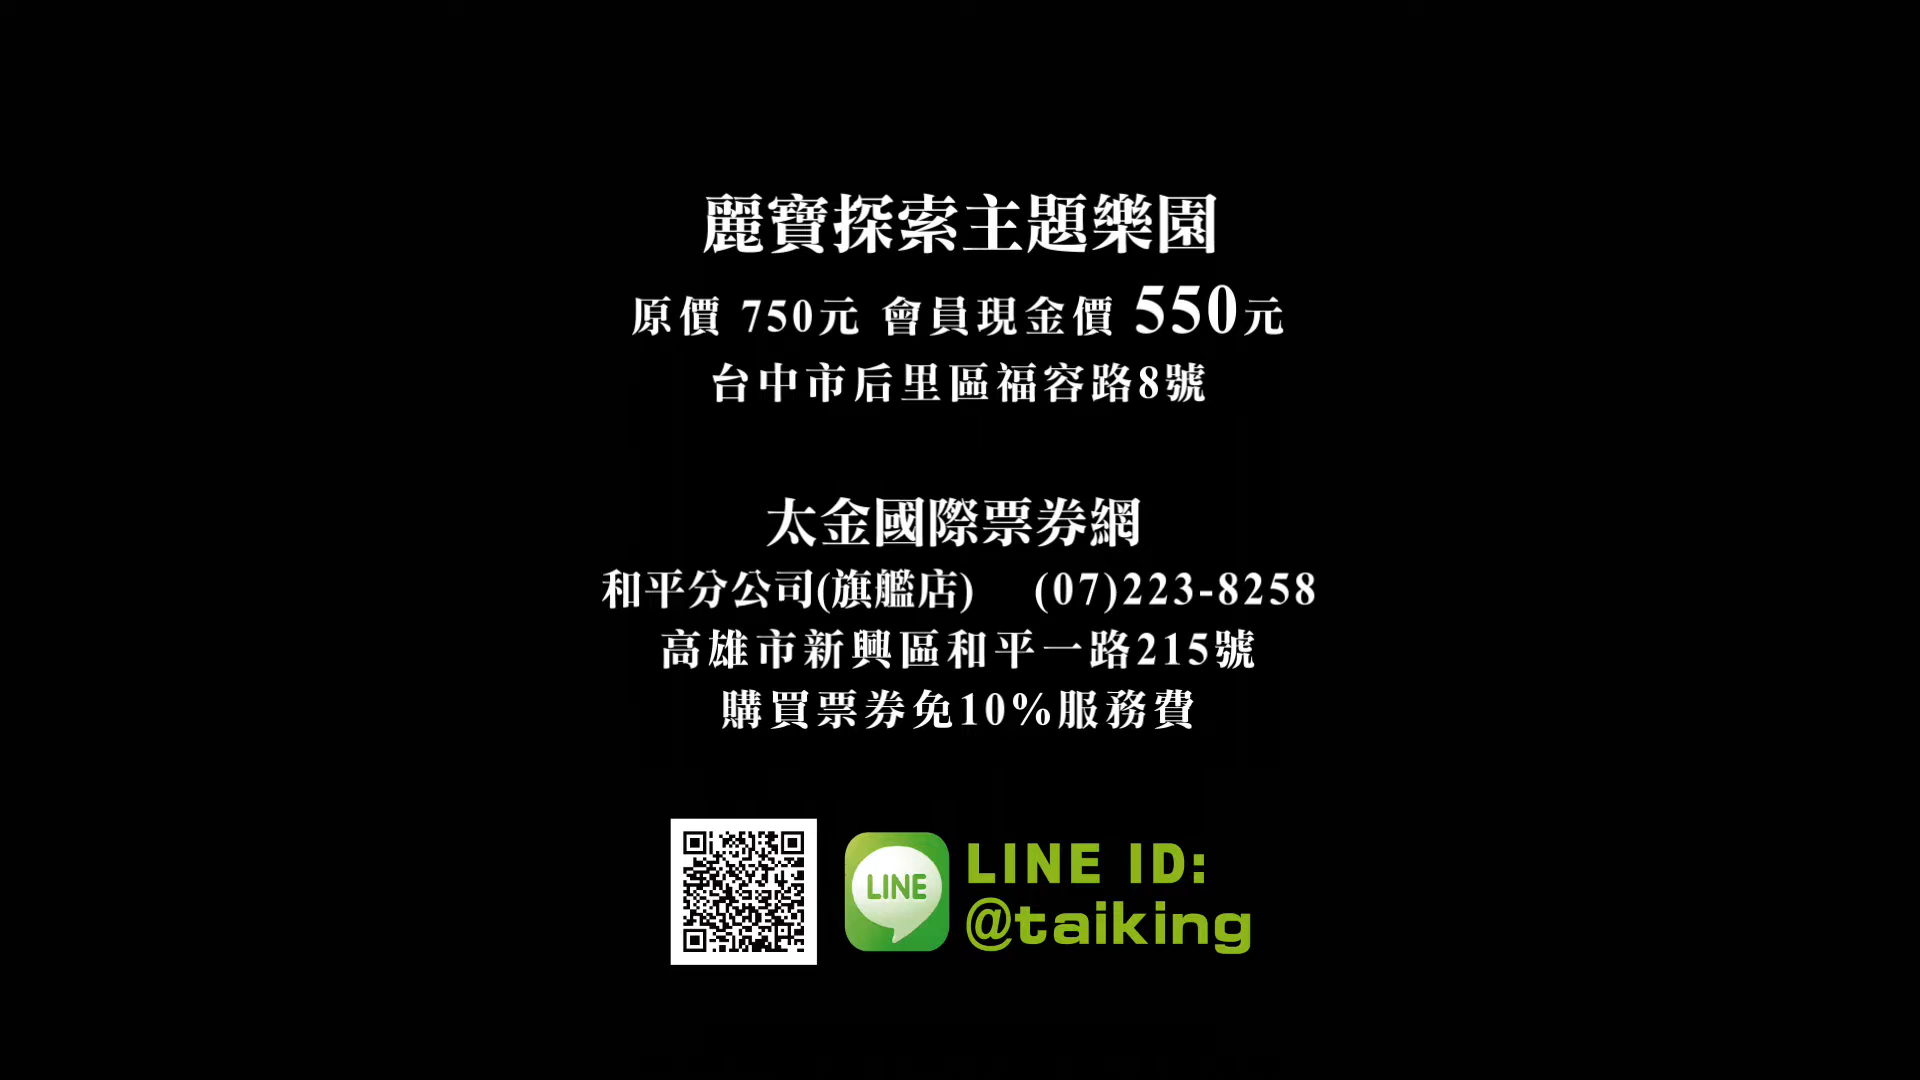 麗寶探索主題樂園
原價 750元 會員現金價 550元
台中市后里區福容路8號
太金國際票券網
和平分公司(旗艦店) (07)223-8258
高雄市新興區和平一路215號
購買票券免10%服務費
LINE
LINE ID:
@taiking